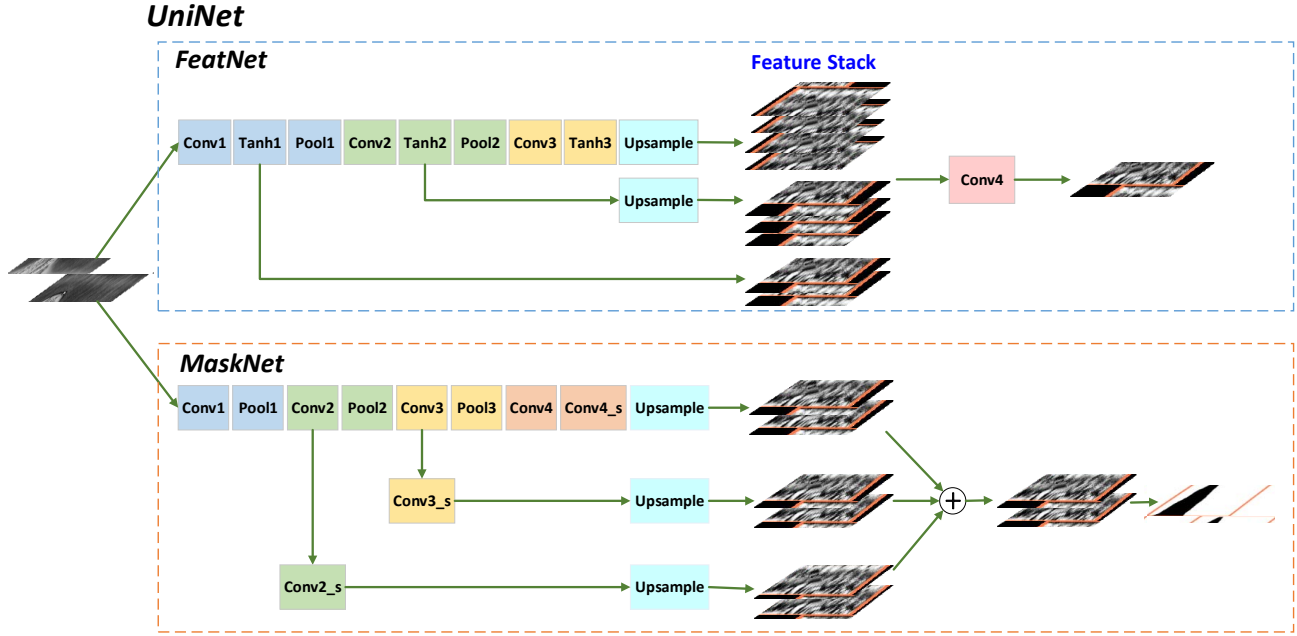 UniNet
FeatNet
Feature Stack
Conv1 Tanh1 Pool1 Conv2 Tanh2 Pool2 Conv3 Tanh3 Upsample
Conv4
Upsample
MaskNet
Conv1 Pool1 Conv2 Pool2 Conv3 Pool3 Conv4 Conv4_s Upsample
Conv3_s Upsample
Conv2_s Upsample